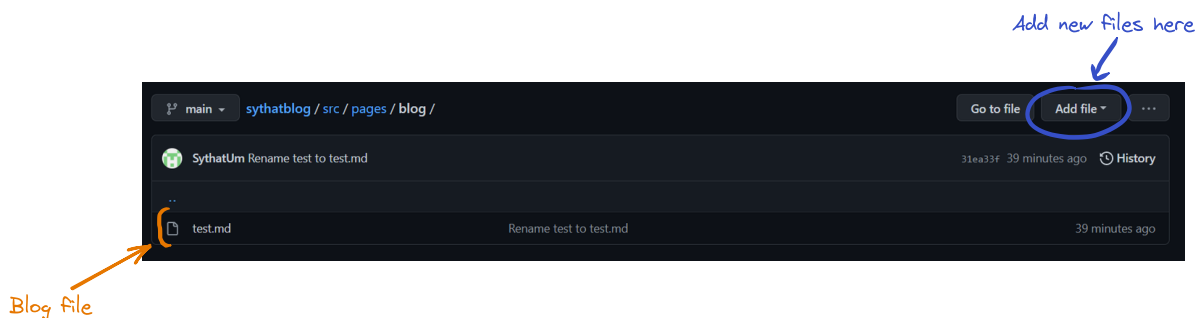 Add new files here
main
sythatblog / src / pages / blog /
Go to file
Add file
...
SythatUm Rename test to test.md
31ea33f 39 minutes ago
History
..
test.md
Rename test to test.md
39 minutes ago
Blog file